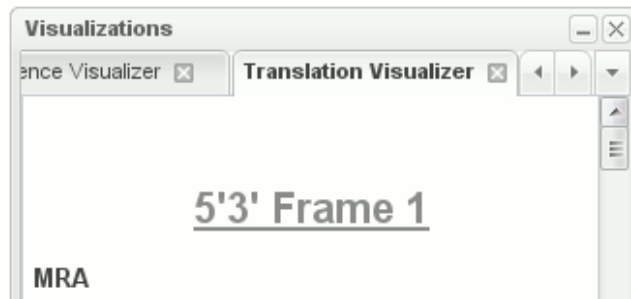 Visualizations
ence Visualizer Translation Visualizer
5'3' Frame 1
MRA